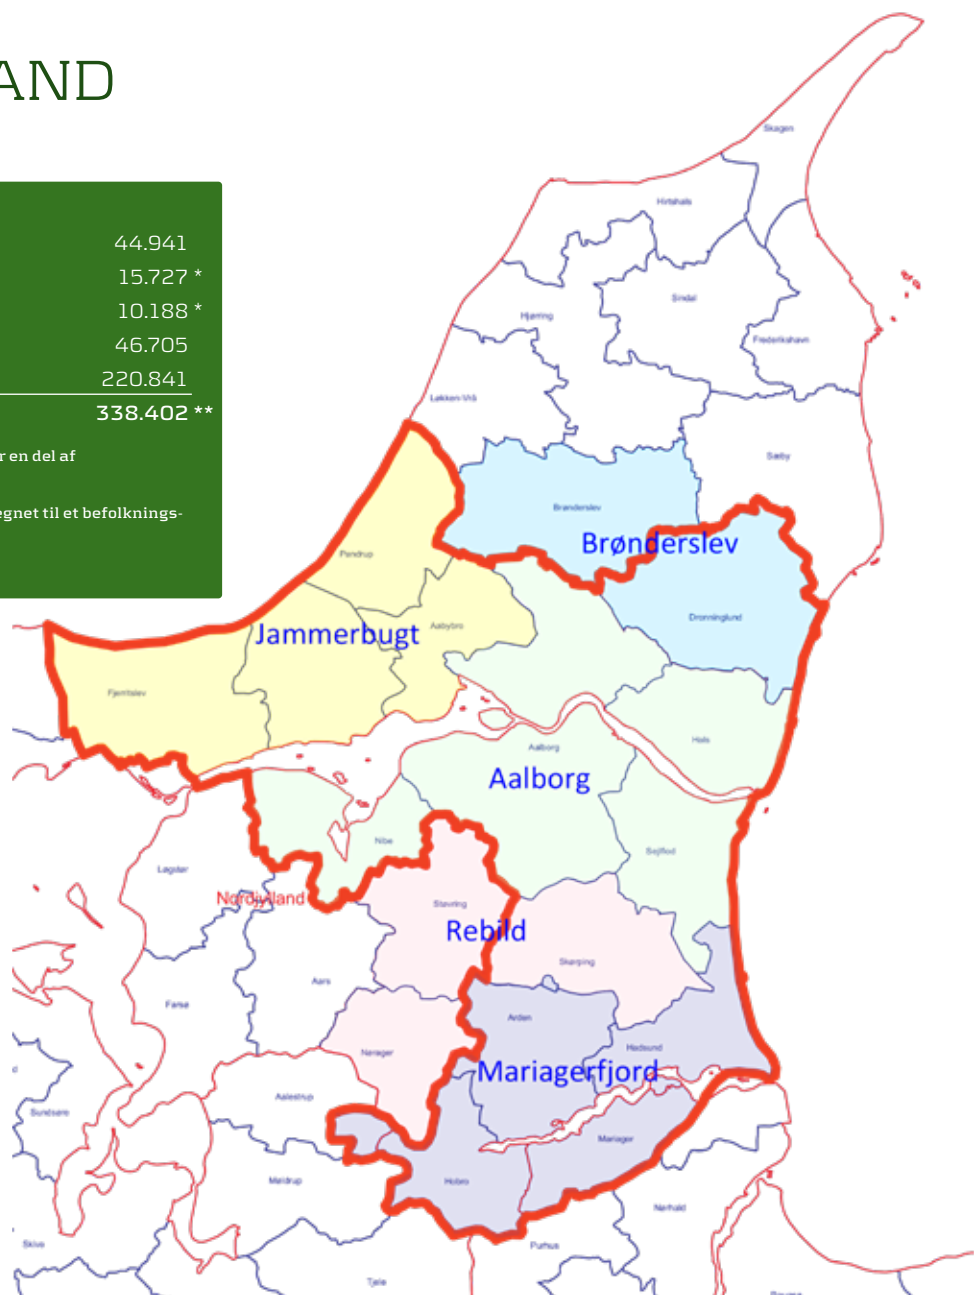 AND
44.941
15.727 *
10.188 *
46.705
220.841
338.402 **
r en del af
egnet til et befolknings-
Skagen
Hirtshals
Sindal
Hjørring
Frederikshavn
Løkken-Vrå
Sæby
Brønderslev
Brønderslev
Pandrup
Dronninglund
Aabybro
Jammerbugt
Fjerritslev
Hals
Aalborg
Aalborg
Nibe
Sejlflod
Løgstør
Nordjylland
Støvring
Rebild
Skørping
Aars
Farsø
Arden
Hadsund
Nørager
Mariagerfjord
Aalestrup
Sundsøre
Mariager
Møldrup
Hobro
Nørhald
Skive
Purhus
Tjele